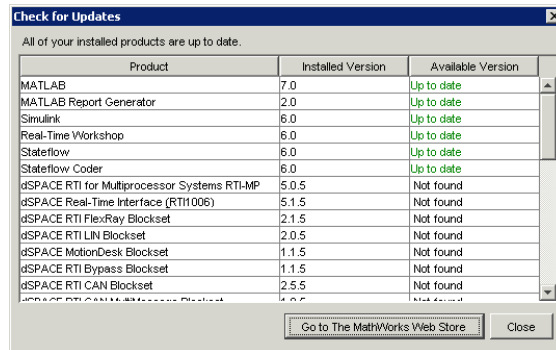 Check for Updates
All of your installed products are up to date.
Product Installed Version Available Version
MATLAB 7.0 Up to date
MATLAB Report Generator 2.0 Up to date
Simulink 6.0 Up to date
Real-Time Workshop 6.0 Up to date
Stateflow 6.0 Up to date
Stateflow Coder 6.0 Up to date
dSPACE RTI for Multiprocessor Systems RTI-MP 5.0.5 Not found
dSPACE Real-Time Interface (RTI1006) 5.1.5 Not found
dSPACE RTI FlexRay Blockset 2.1.5 Not found
dSPACE RTI LIN Blockset 2.0.5 Not found
dSPACE MotionDesk Blockset 1.1.5 Not found
dSPACE RTI Bypass Blockset 1.1.5 Not found
dSPACE RTI CAN Blockset 2.5.5 Not found
Go to The MathWorks Web Store Close